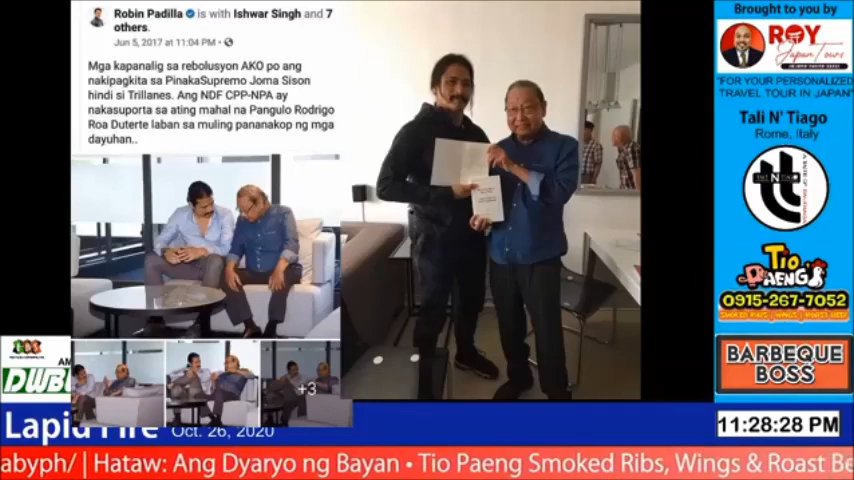 Robin Padilla is with Ishwar Singh and 7
others.
Jun 5, 2017 at 11:04 PM •
Mga kapanalig sa rebolusyon AKO po ang
nakipagkita sa PinakaSupremo Joma Sison
hindi si Trillanes. Ang NDF CPP-NPA ay
nakasuporta sa ating mahal na Pangulo Rodrigo
Roa Duterte laban sa muling pananakop ng mga
dayuhan..
+3
AM
DWBL
Lapid Fire Oct. 26, 2020
abyph/ | Hataw: Ang Dyaryo ng Bayan • Tio Paeng Smoked Ribs, Wings & Roast Be
Brought to you by
ROY
Japan Tours
"FOR YOUR PERSONALIZED
TRAVEL TOUR IN JAPAN"
Tali N' Tiago
Rome, Italy
Tio
PAENG
0915-267-7052
SMOKED RIBS | WINGS | ROAST BEEF
BARBEQUE
BOSS
11:28:28 PM